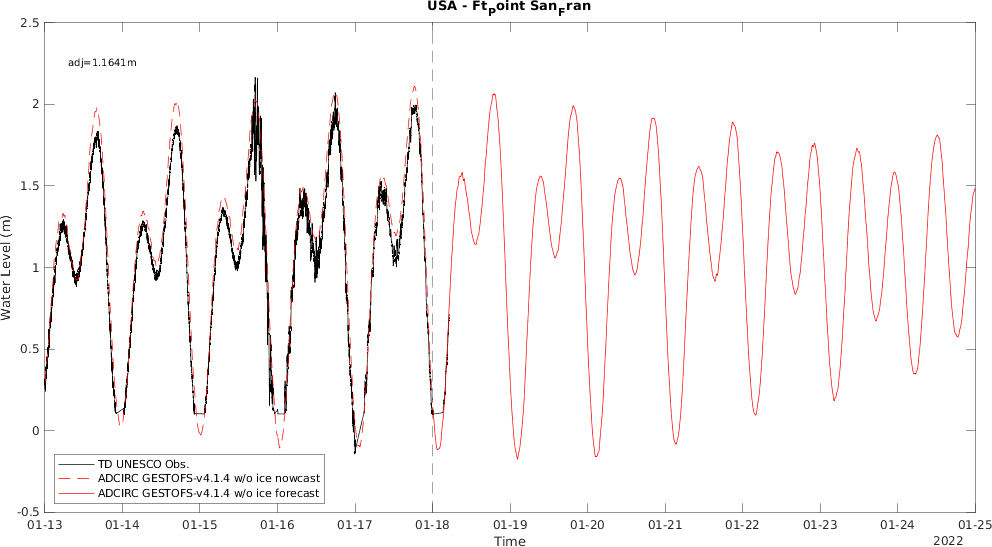 USA - Ft_Point San_Fran
adj=1.1641m
2.5
2
1.5
1
0.5
0
-0.5
Water Level (m)
TD UNESCO Obs.
ADCIRC GESTOFS-v4.1.4 w/o ice nowcast
ADCIRC GESTOFS-v4.1.4 w/o ice forecast
01-13 01-14 01-15 01-16 01-17 01-18 01-19 01-20 01-21 01-22 01-23 01-24 01-25
Time
2022